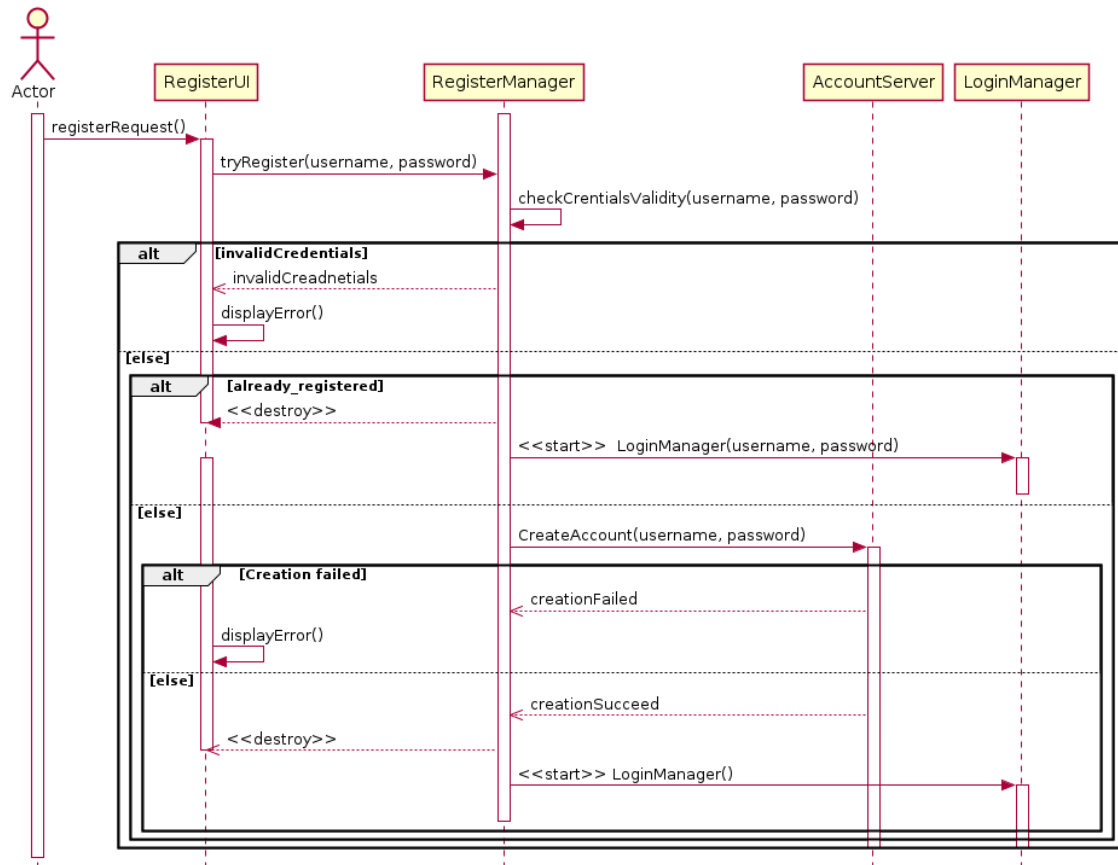 Actor
RegisterUI
RegisterManager
AccountServer
LoginManager
registerRequest()
tryRegister(username, password)
checkCrentialsValidity(username, password)
alt [invalidCredentials]
invalidCreadnetials
displayError()
[else]
alt [already_registered]
<<destroy>>
<<start>> LoginManager(username, password)
[else]
CreateAccount(username, password)
alt [Creation failed]
creationFailed
displayError()
[else]
creationSucceed
<<destroy>>
<<start>> LoginManager()